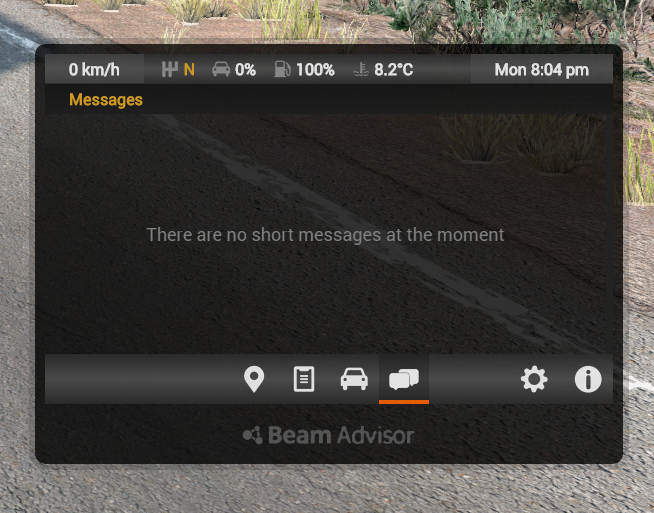 0 km/h N 0% 100% 8.2°C Mon 8:04 pm
Messages
There are no short messages at the moment
Beam Advisor